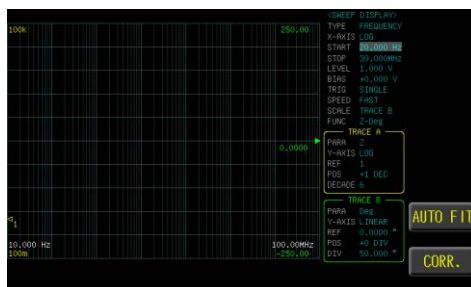 <SWEEP DISPLAY>
TYPE FREQUENCY
X-AXIS LOG
START 20.000 Hz
STOP 30.000MHz
LEVEL 1.000 V
BIAS +0.000 V
TRIG SINGLE
SPEED FAST
SCALE TRACE B
FUNC Z-Deg
TRACE A
PARA Z
Y-AXIS LOG
REF 1
POS +1 DEC
DECADE 6
TRACE B
PARA Deg
Y-AXIS LINEAR
REF 0.0000 °
POS +0 DIV
DIV 50.000 °
100k 250.00
0.0000
1
10.000 Hz 100.00MHz
100m -250.00
AUTO FIT
CORR.